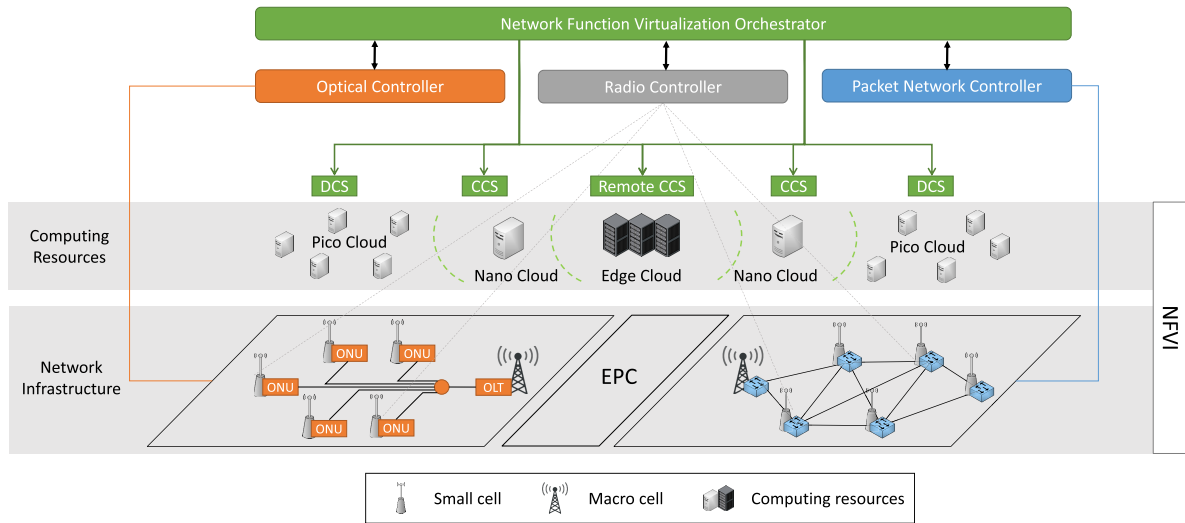 Network Function Virtualization Orchestrator
Optical Controller
Radio Controller
Packet Network Controller
DCS
CCS
Remote CCS
CCS
DCS
Computing
Resources
Pico Cloud
Nano Cloud
Edge Cloud
Nano Cloud
Pico Cloud
NFVI
Network
Infrastructure
ONU
ONU
ONU
OLT
ONU
ONU
EPC
Small cell
Macro cell
Computing resources